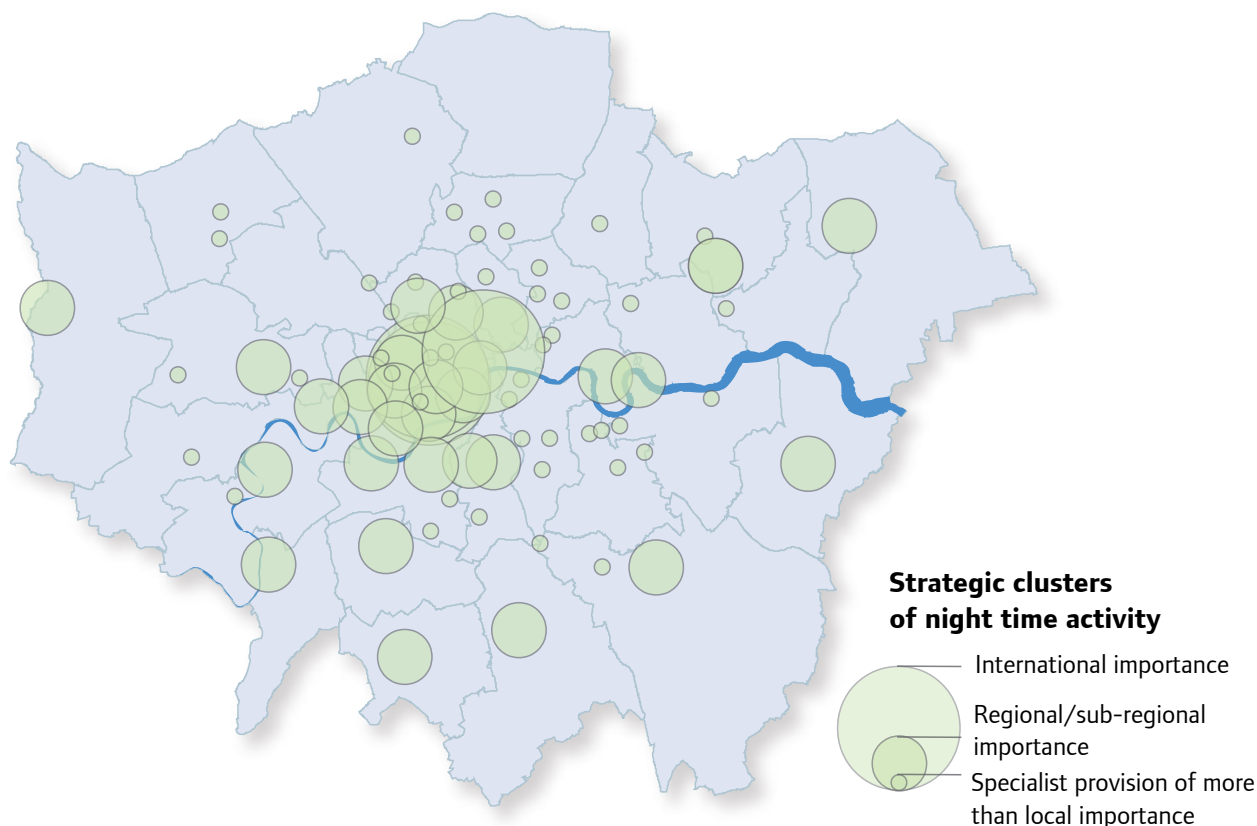 Strategic clusters
of night time activity
International importance
Regional/sub-regional
importance
Specialist provision of more
than local importance